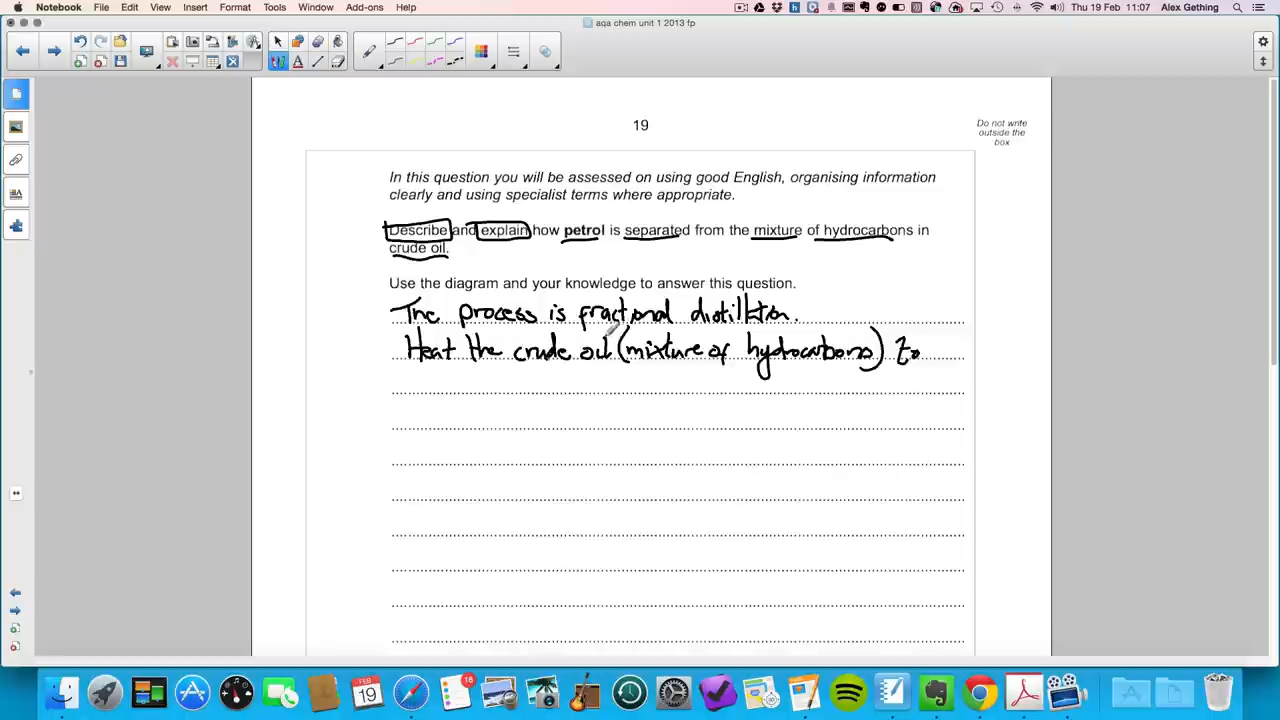 Notebook File Edit View Insert Format Tools Window Add-ons Help Thu 19 Feb 11:07 Alex Gething
aqa chem unit 1 2013 fp
19
Do not write
outside the
box
In this question you will be assessed on using good English, organising information
clearly and using specialist terms where appropriate.
Describe and explain how petrol is separated from the mixture of hydrocarbons in
crude oil.
Use the diagram and your knowledge to answer this question.
The process is fractional distillation.
Heat the crude oil (mixture of hydrocarbons) to
FEB
19
18